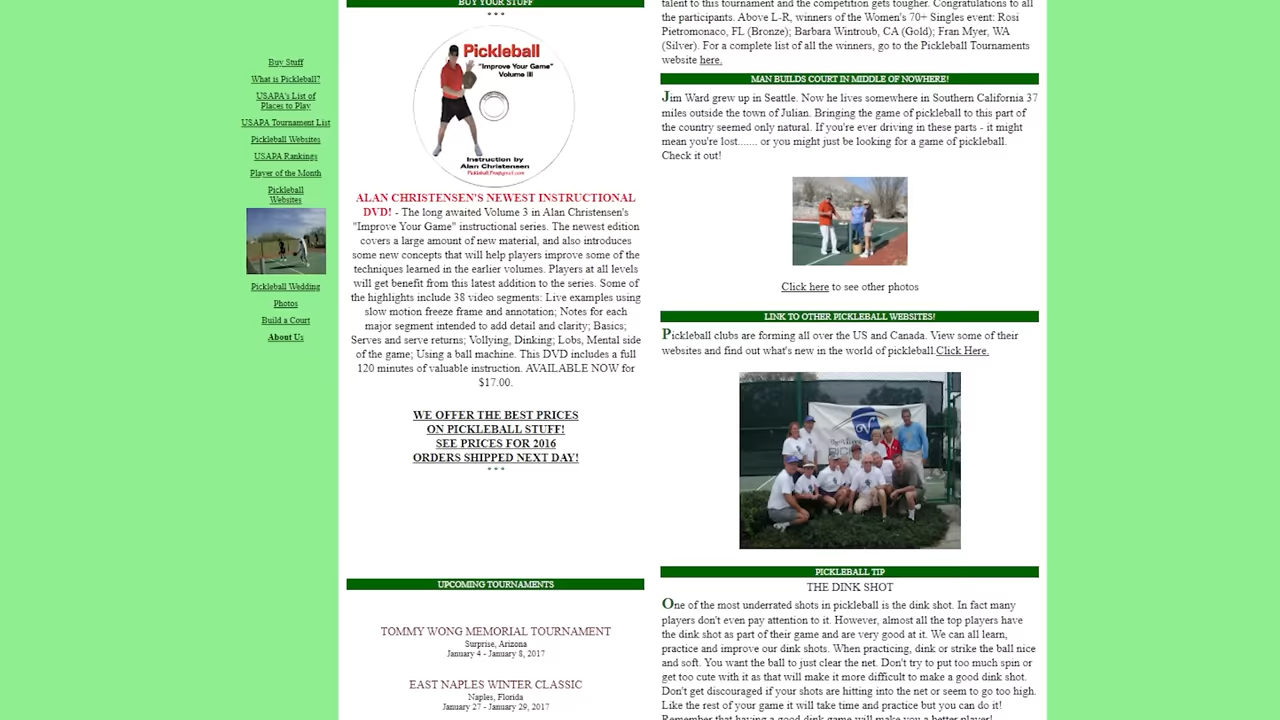 Buy Stuff
What is Pickleball?
USAPA's List of
Places to Play
USAPA Tournament List
Pickleball Websites
USAPA Rankings
Player of the Month
Pickleball
Websites
Pickleball Wedding
Photos
Build a Court
About Us
BUY YOUR STUFF
* * *
Pickleball
"Improve Your Game"
Volume III
Instruction by
Alan Christensen
ALAN CHRISTENSEN'S NEWEST INSTRUCTIONAL
DVD! - The long awaited Volume 3 in Alan Christensen's
"Improve Your Game" instructional series. The newest edition
covers a large amount of new material, and also introduces
some new concepts that will help players improve some of the
techniques learned in the earlier volumes. Players at all levels
will get benefit from this latest addition to the series. Some of
the highlights include 38 video segments: Live examples using
slow motion freeze frame and annotation; Notes for each
major segment intended to add detail and clarity; Basics;
Serves and serve returns; Vollying, Dinking; Lobs, Mental side
of the game; Using a ball machine. This DVD includes a full
120 minutes of valuable instruction. AVAILABLE NOW for
$17.00.
WE OFFER THE BEST PRICES
ON PICKLEBALL STUFF!
SEE PRICES FOR 2016
ORDERS SHIPPED NEXT DAY!
* * *
UPCOMING TOURNAMENTS
TOMMY WONG MEMORIAL TOURNAMENT
Surprise, Arizona
January 4 - January 8, 2017
EAST NAPLES WINTER CLASSIC
Naples, Florida
January 27 - January 29, 2017
talent to this tournament and the competition gets tougher. Congratulations to all
the participants. Above L-R, winners of the Women's 70+ Singles event: Rosi
Pietromonaco, FL (Bronze); Barbara Wintroub, CA (Gold); Fran Myer, WA
(Silver). For a complete list of all the winners, go to the Pickleball Tournaments
website here.
MAN BUILDS COURT IN MIDDLE OF NOWHERE!
Jim Ward grew up in Seattle. Now he lives somewhere in Southern California 37
miles outside the town of Julian. Bringing the game of pickleball to this part of
the country seemed only natural. If you're ever driving in these parts - it might
mean you're lost....... or you might just be looking for a game of pickleball.
Check it out!
Click here to see other photos
LINK TO OTHER PICKLEBALL WEBSITES!
Pickleball clubs are forming all over the US and Canada. View some of their
websites and find out what's new in the world of pickleball.Click Here.
PICKLEBALL TIP
THE DINK SHOT
One of the most underrated shots in pickleball is the dink shot. In fact many
players don't even pay attention to it. However, almost all the top players have
the dink shot as part of their game and are very good at it. We can all learn,
practice and improve our dink shots. When practicing, dink or strike the ball nice
and soft. You want the ball to just clear the net. Don't try to put too much spin or
get too cute with it as that will make it more difficult to make a good dink shot.
Don't get discouraged if your shots are hitting into the net or seem to go too high.
Like the rest of your game it will take time and practice but you can do it!
Remember that having a good dink game will make you a better player!